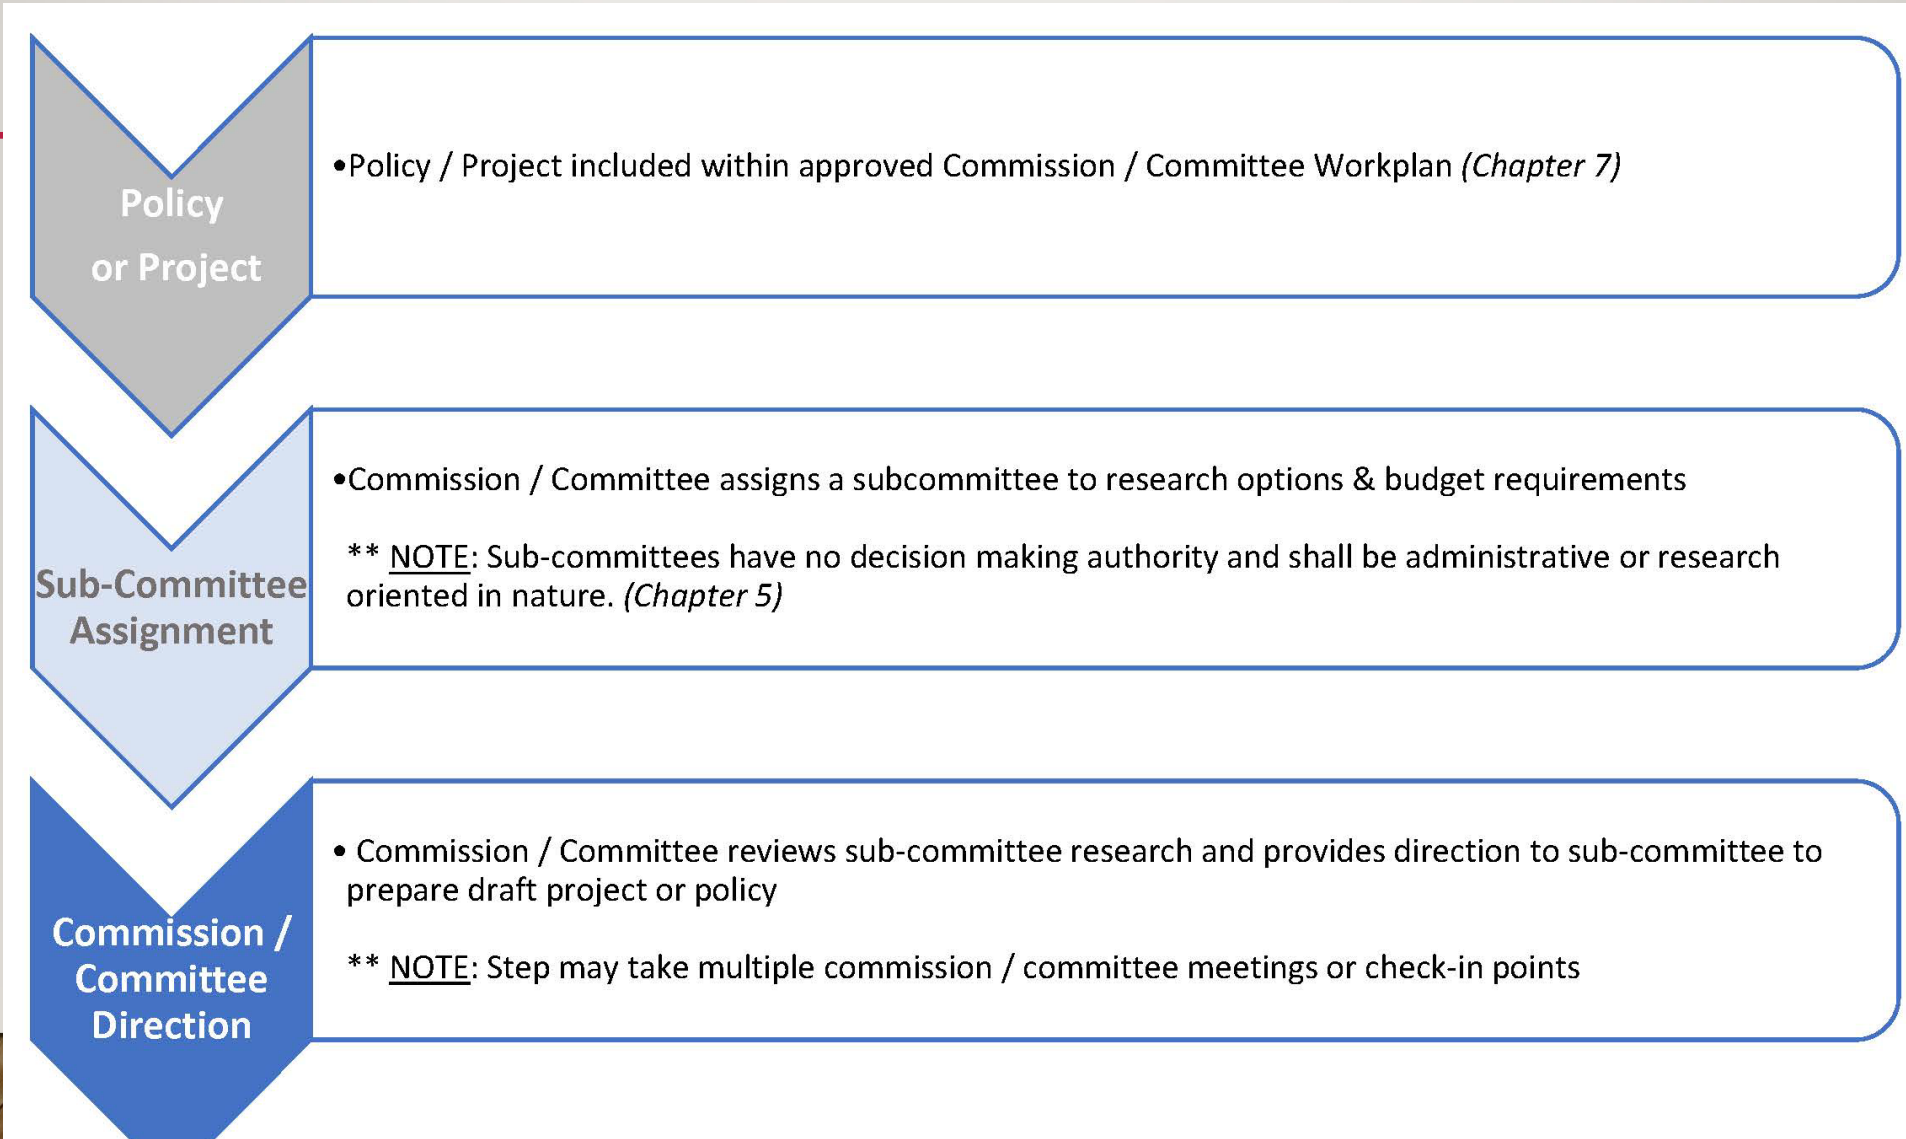 Policy
or Project
•Policy / Project included within approved Commission / Committee Workplan (Chapter 7)
Sub-Committee
Assignment
•Commission / Committee assigns a subcommittee to research options & budget requirements
** NOTE: Sub-committees have no decision making authority and shall be administrative or research
oriented in nature. (Chapter 5)
Commission /
Committee
Direction
• Commission / Committee reviews sub-committee research and provides direction to sub-committee to
prepare draft project or policy
** NOTE: Step may take multiple commission / committee meetings or check-in points